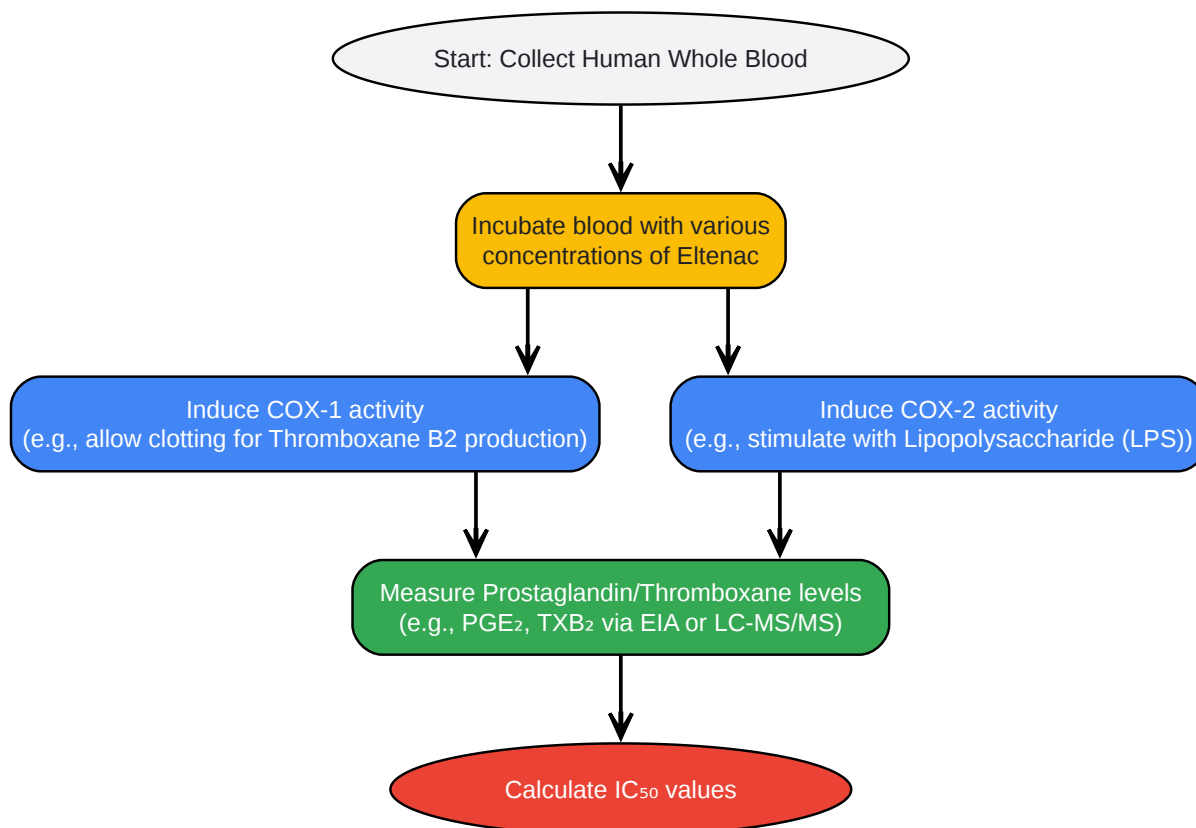 Start: Collect Human Whole Blood
Incubate blood with various
concentrations of Eltenac
Induce COX-1 activity
(e.g., allow clotting for Thromboxane B2 production)
Induce COX-2 activity
(e.g., stimulate with Lipopolysaccharide (LPS))
Measure Prostaglandin/Thromboxane levels
(e.g., PGE₂, TXB₂ via EIA or LC-MS/MS)
Calculate IC₅₀ values